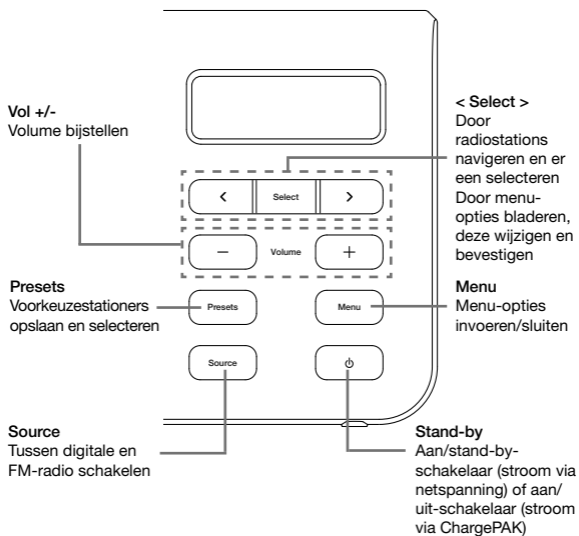 Vol +/-
Volume bijstellen
< Select >
Door
radiostations
navigeren en er
een selecteren
Door menu-
opties bladeren,
deze wijzigen en
bevestigen
< Select >
− Volume +
Presets
Voorkeuzestationers
opslaan en selecteren
Presets
Menu
Menu
Menu-opties
invoeren/sluiten
Source
Source
Tussen digitale en
FM-radio schakelen
Stand-by
Aan/stand-by-
schakelaar (stroom via
netspanning) of aan/
uit-schakelaar (stroom
via ChargePAK)